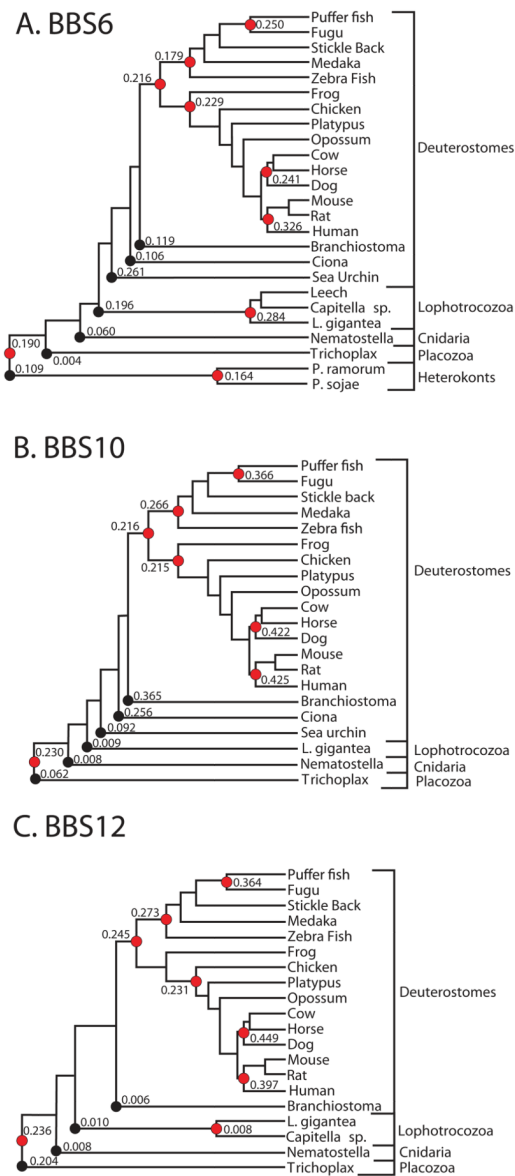 A. BBS6
Puffer fish
0.250
Fugu
Stickle Back
0.179
Medaka
0.216
Zebra Fish
Frog
0.229
Chicken
Platypus
Opossum
Deuterostomes
Cow
Horse
0.241
Dog
Mouse
Rat
0.326
Human
0.119
Branchiostoma
0.106
Ciona
0.261
Sea Urchin
Leech
0.196
Capitella sp.
Lophotrocozoa
0.284
L. gigantea
0.060
Nematostella
Cnidaria
0.190
0.004
Trichoplax
Placozoa
0.109
P. ramorum
0.164
Heterokonts
P. sojae
B. BBS10
Puffer fish
0.366
Fugu
Stickle back
0.266
Medaka
0.216
Zebra fish
Frog
0.215
Chicken
Deuterostomes
Platypus
Opossum
Cow
Horse
0.422
Dog
Mouse
Rat
0.425
Human
0.365
Branchiostoma
0.256
Ciona
0.092
Sea urchin
0.009
L. gigantea
Lophotrocozoa
0.230
0.008
Nematostella
Cnidaria
0.062
Trichoplax
Placozoa
C. BBS12
Puffer fish
0.364
Fugu
Stickle Back
0.273
Medaka
0.245
Zebra Fish
Frog
Chicken
0.231
Platypus
Deuterostomes
Opossum
Cow
Horse
0.449
Dog
Mouse
Rat
0.397
Human
0.006
Branchiostoma
0.010
L. gigantea
0.008
Lophotrocozoa
Capitella sp.
0.236
0.008
Nematostella
Cnidaria
0.204
Trichoplax
Placozoa